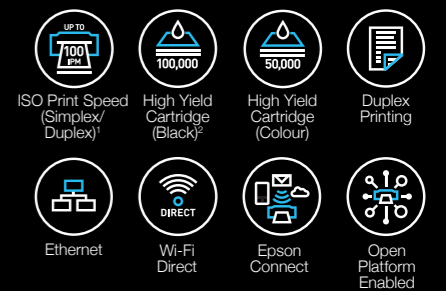 UP TO
100
IPM
ISO Print Speed
(Simplex/
Duplex)¹
100,000
High Yield
Cartridge
(Black)²
50,000
High Yield
Cartridge
(Colour)
Duplex
Printing
Ethernet
DIRECT
Wi-Fi
Direct
Epson
Connect
Open
Platform
Enabled